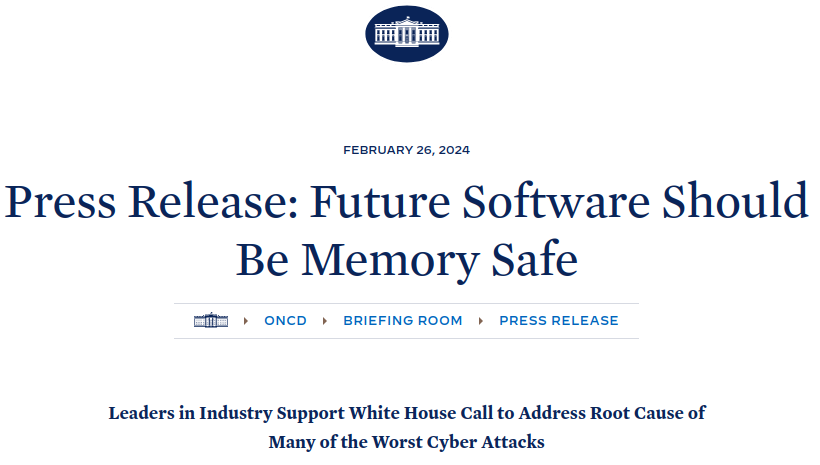 FEBRUARY 26, 2024
Press Release: Future Software Should
Be Memory Safe
ONCD BRIEFING ROOM PRESS RELEASE
Leaders in Industry Support White House Call to Address Root Cause of
Many of the Worst Cyber Attacks